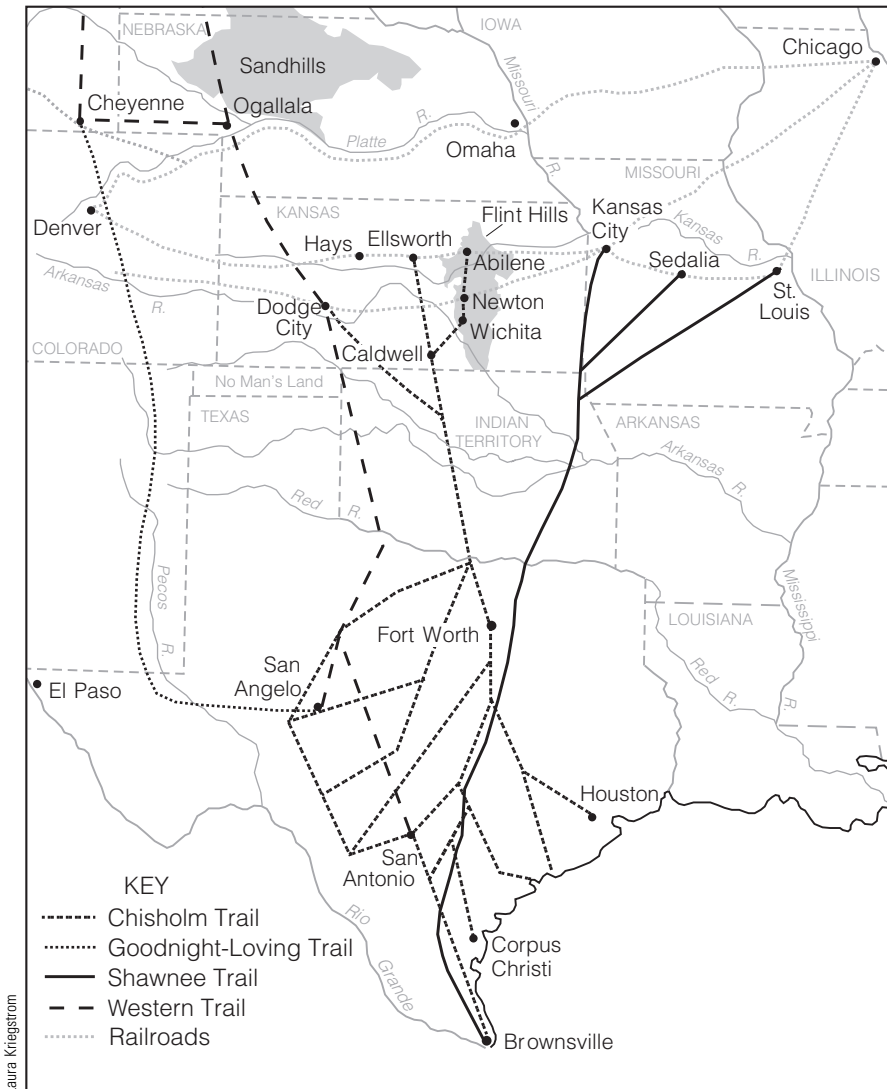 NEBRASKA
IOWA
Chicago
Sandhills
Missouri
R.
Cheyenne
Ogallala
Platte
R.
Omaha
MISSOURI
KANSAS
Flint Hills
Kansas
City
Kansas
R.
Denver
Hays
Ellsworth
Abilene
Sedalia
ILLINOIS
St.
Louis
Arkansas
R.
Dodge
City
Newton
Wichita
Caldwell
COLORADO
No Man's Land
TEXAS
INDIAN
TERRITORY
ARKANSAS
Arkansas
R.
Red
R.
Pecos
R.
Mississippi
R.
Fort Worth
LOUISIANA
Red
R.
San
Angelo
El Paso
Houston
San
Antonio
Rio
Grande
Corpus
Christi
Brownsville
KEY
Chisholm Trail
Goodnight-Loving Trail
Shawnee Trail
Western Trail
Railroads
aura Kriegstrom